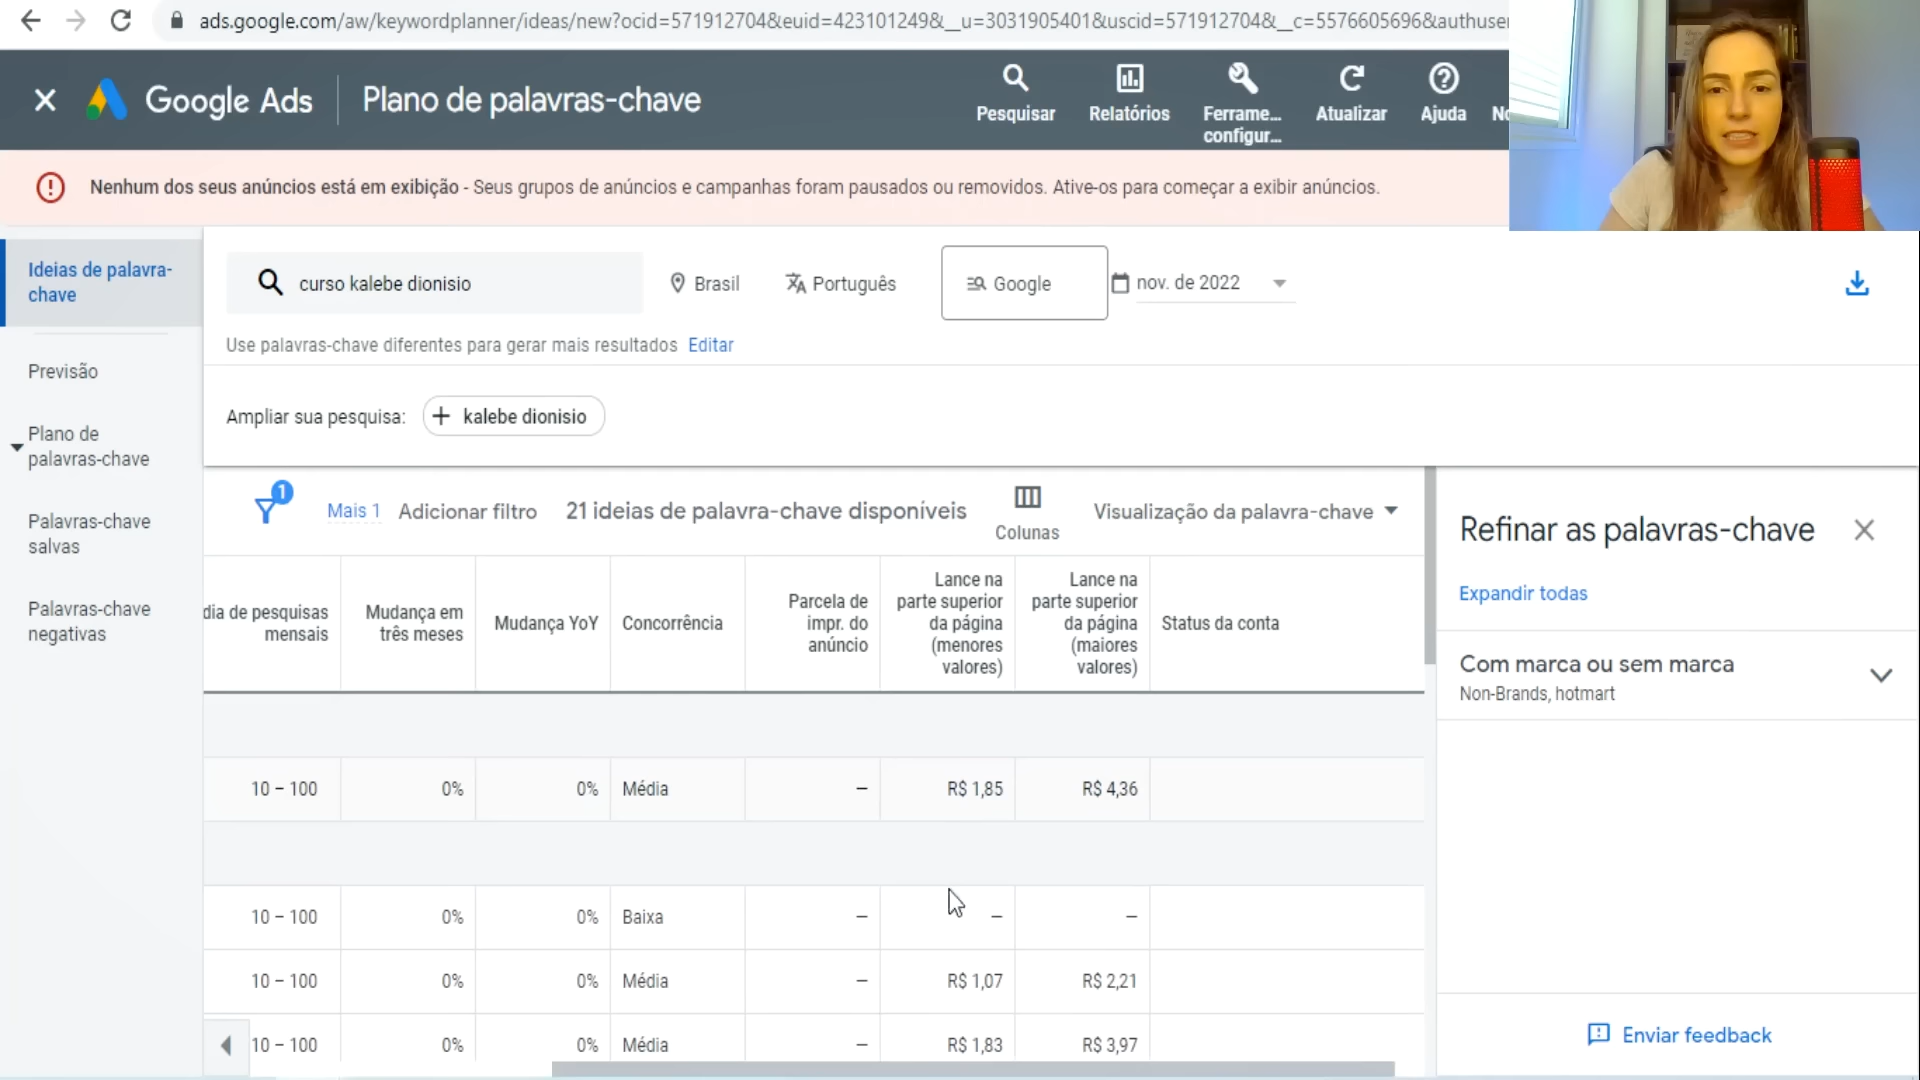 ads.google.com/aw/keywordplanner/ideas/new?ocid=571912704&euid=423101249&__u=3031905401&uscid=571912704&__c=5576605696&authuser
Google Ads
Plano de palavras-chave
Pesquisar
Relatórios
Ferrame...
configur...
Atualizar
Ajuda
Nenhum dos seus anúncios está em exibição - Seus grupos de anúncios e campanhas foram pausados ou removidos. Ative-os para começar a exibir anúncios.
Ideias de palavra-
chave
Previsão
Plano de
palavras-chave
Palavras-chave
salvas
Palavras-chave
negativas
curso kalebe dionisio
Brasil
Português
Google
nov. de 2022
Use palavras-chave diferentes para gerar mais resultados Editar
Ampliar sua pesquisa:
+ kalebe dionisio
1
Mais 1
Adicionar filtro
21 ideias de palavra-chave disponíveis
Colunas
Visualização da palavra-chave
dia de pesquisas
mensais
Mudança em
três meses
Mudança YoY
Concorrência
Parcela de
impr. do
anúncio
Lance na
parte superior
da página
(menores
valores)
Lance na
parte superior
da página
(maiores
valores)
Status da conta
10 – 100 0% 0% Média – R$ 1,85 R$ 4,36
10 – 100 0% 0% Baixa – – –
10 – 100 0% 0% Média – R$ 1,07 R$ 2,21
10 – 100 0% 0% Média – R$ 1,83 R$ 3,97
Refinar as palavras-chave
Expandir todas
Com marca ou sem marca
Non-Brands, hotmart
Enviar feedback